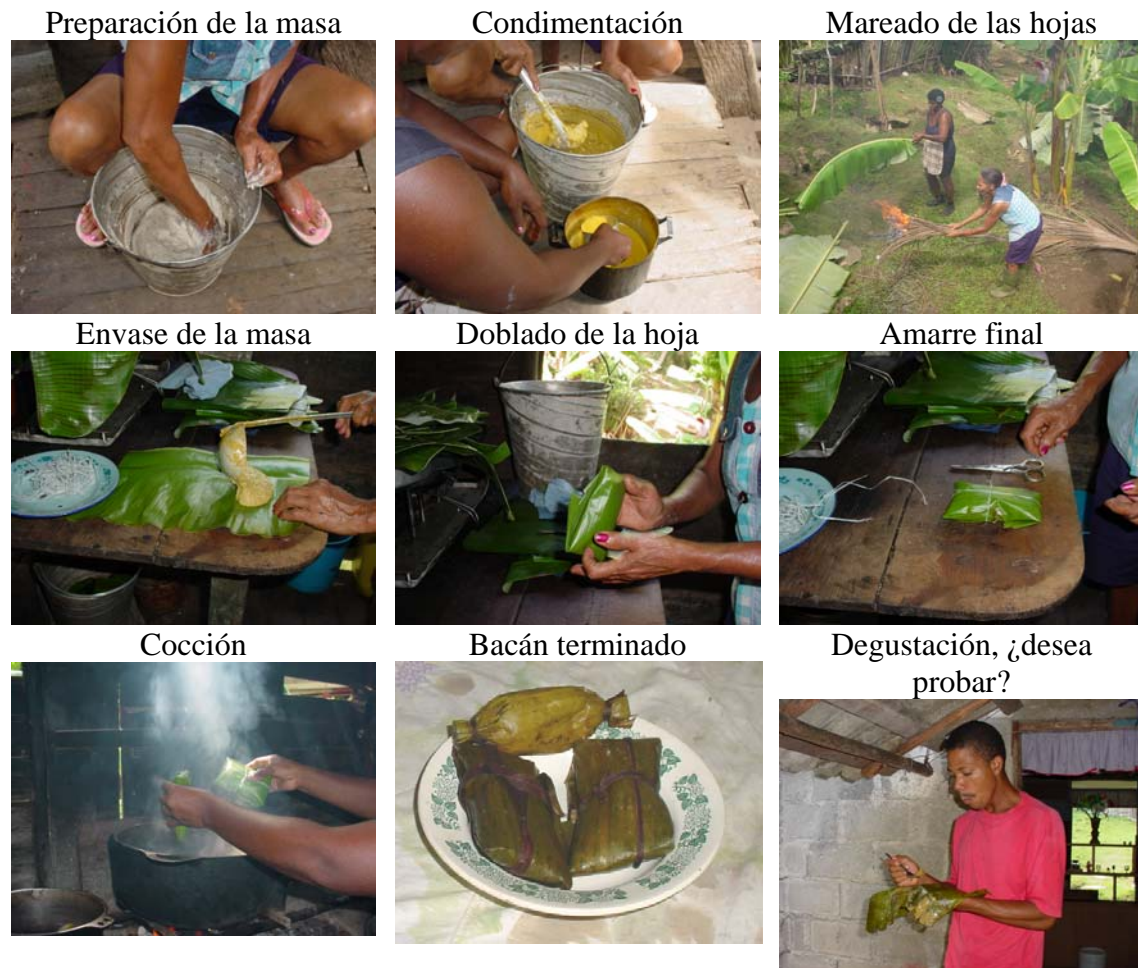 Preparación de la masa
Condimentación
Mareado de las hojas
Envase de la masa
Doblado de la hoja
Amarre final
Cocción
Bacán terminado
Degustación, ¿desea
probar?